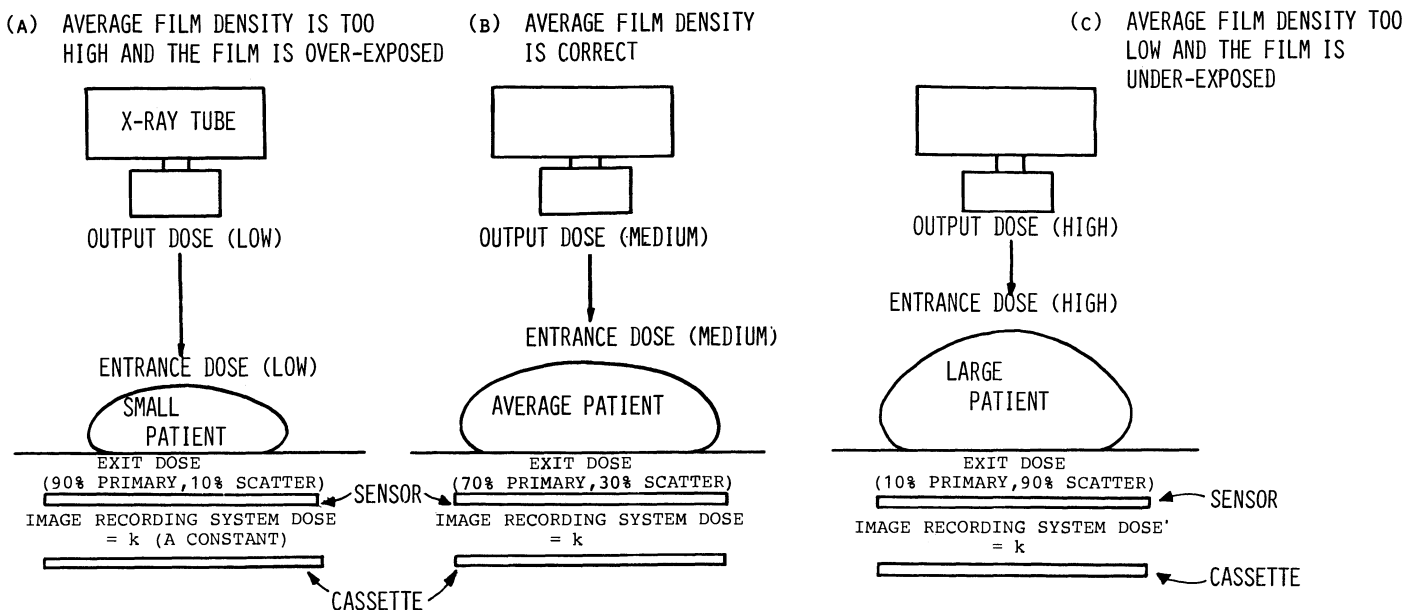 (A) AVERAGE FILM DENSITY IS TOO
HIGH AND THE FILM IS OVER-EXPOSED
X-RAY TUBE
OUTPUT DOSE (LOW)
ENTRANCE DOSE (LOW)
SMALL
PATIENT
EXIT DOSE
(90% PRIMARY,10% SCATTER)
SENSOR
IMAGE RECORDING SYSTEM DOSE
= k (A CONSTANT)
CASSETTE
(B) AVERAGE FILM DENSITY
IS CORRECT
OUTPUT DOSE (MEDIUM)
ENTRANCE DOSE (MEDIUM)
AVERAGE PATIENT
EXIT DOSE
(70% PRIMARY,30% SCATTER)
IMAGE RECORDING SYSTEM DOSE
= k
(C) AVERAGE FILM DENSITY TOO
LOW AND THE FILM IS
UNDER-EXPOSED
OUTPUT DOSE (HIGH)
ENTRANCE DOSE (HIGH)
LARGE
PATIENT
EXIT DOSE
(10% PRIMARY,90% SCATTER)
SENSOR
IMAGE RECORDING SYSTEM DOSE'
= k
CASSETTE